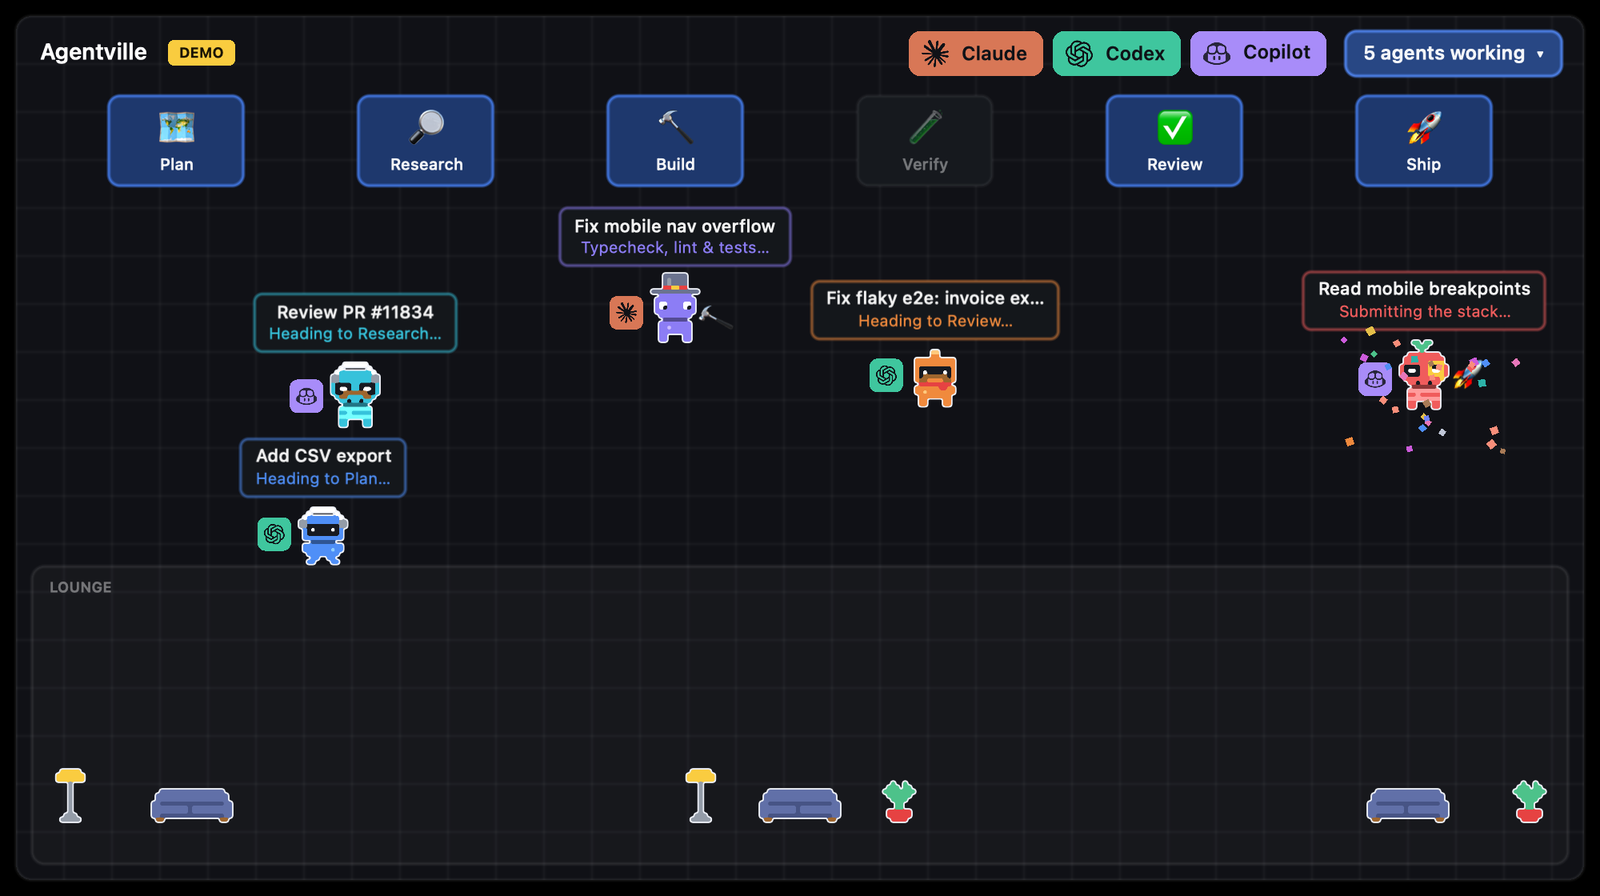 Agentville
DEMO
Claude
Codex
Copilot
5 agents working
Plan
Research
Build
Verify
Review
Ship
Fix mobile nav overflow
Typecheck, lint & tests...
Review PR #11834
Heading to Research...
Fix flaky e2e: invoice ex...
Heading to Review...
Read mobile breakpoints
Submitting the stack...
Add CSV export
Heading to Plan...
LOUNGE